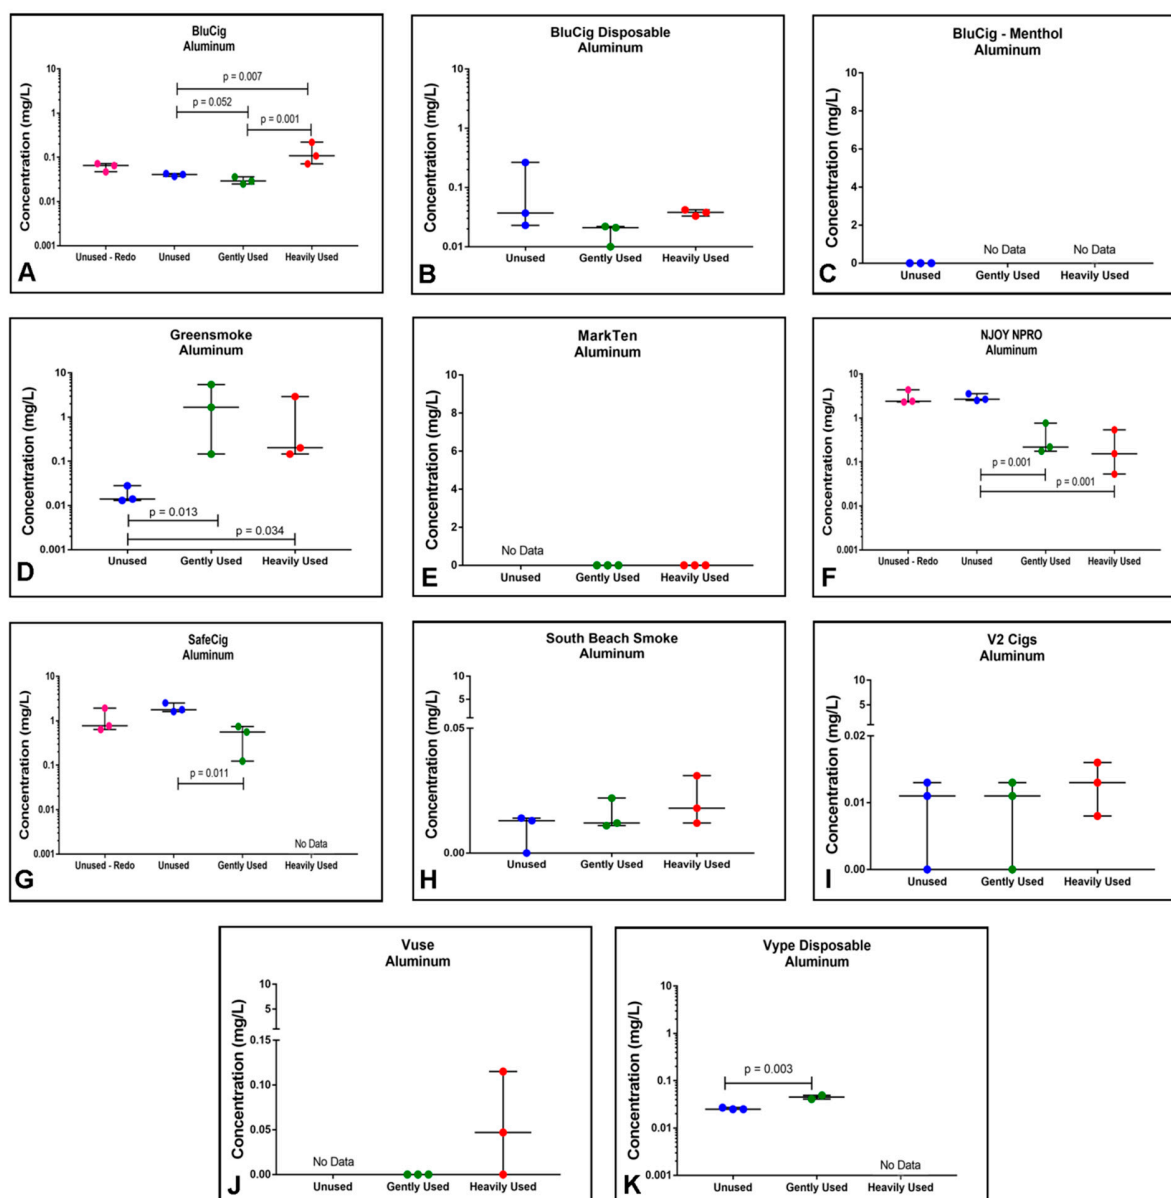 BluCig
Aluminum
Concentration (mg/L)
10
1
0.1
0.01
0.001
p = 0.007
p = 0.052
p = 0.001
Unused - Redo Unused Gently Used Heavily Used
A
BluCig Disposable
Aluminum
Concentration (mg/L)
10
1
0.1
0.01
Unused Gently Used Heavily Used
B
BluCig - Menthol
Aluminum
Concentration (mg/L)
10
8
6
4
2
0
No Data No Data
Unused Gently Used Heavily Used
C
Greensmoke
Aluminum
Concentration (mg/L)
10
1
0.1
0.01
0.001
p = 0.013
p = 0.034
Unused Gently Used Heavily Used
D
MarkTen
Aluminum
Concentration (mg/L)
10
8
6
4
2
0
No Data
Unused Gently Used Heavily Used
E
NJOY NPRO
Aluminum
Concentration (mg/L)
10
1
0.1
0.01
0.001
p = 0.001
p = 0.001
Unused - Redo Unused Gently Used Heavily Used
F
SafeCig
Aluminum
Concentration (mg/L)
10
1
0.1
0.01
0.001
p = 0.011
No Data
Unused - Redo Unused Gently Used Heavily Used
G
South Beach Smoke
Aluminum
Concentration (mg/L)
10
5
0.05
0.00
Unused Gently Used Heavily Used
H
V2 Cigs
Aluminum
Concentration (mg/L)
10
5
0.02
0.01
0.00
Unused Gently Used Heavily Used
I
Vuse
Aluminum
Concentration (mg/L)
10
5
0.15
0.10
0.05
0.00
No Data
Unused Gently Used Heavily Used
J
Vype Disposable
Aluminum
Concentration (mg/L)
10
1
0.1
0.01
0.001
p = 0.003
No Data
Unused Gently Used Heavily Used
K